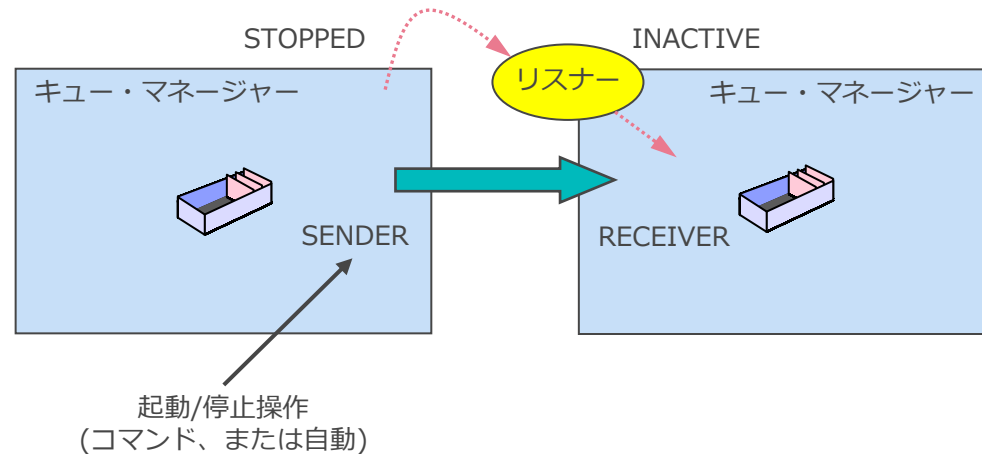 STOPPED
INACTIVE
リスナー
キュー・マネージャー
キュー・マネージャー
SENDER
RECEIVER
起動/停止操作
(コマンド、または自動)